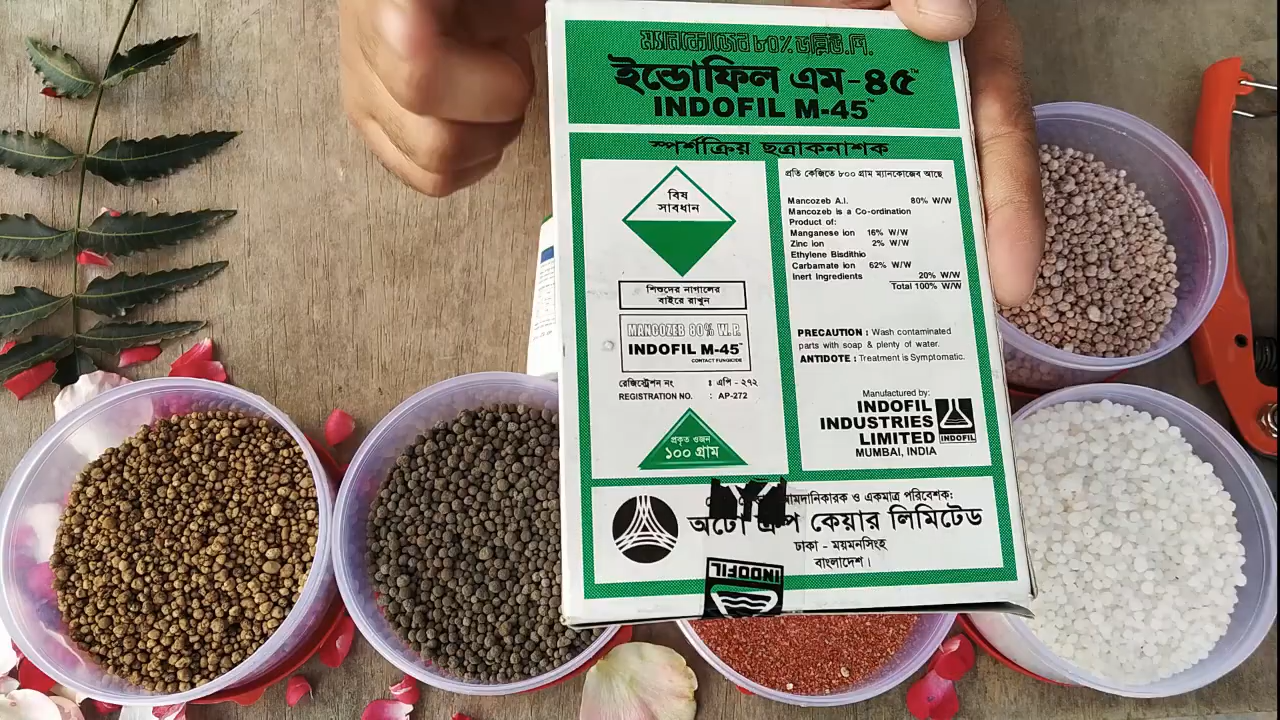 ম্যানকোজেব ৮০% ডব্লিউ.পি.
ইন্ডোফিল এম-৪৫™
INDOFIL M-45™
স্পর্শক্রিয় ছত্রাকনাশক
বিষ
সাবধান
শিশুদের নাগালের
বাইরে রাখুন
MANCOZEB 80% W.P.
INDOFIL M-45™
CONTACT FUNGICIDE
রেজিস্ট্রেশন নং : এপি - ২৭২
REGISTRATION NO. : AP-272
প্রকৃত ওজন
১০০ গ্রাম
প্রতি কেজিতে ৮০০ গ্রাম ম্যানকোজেব আছে
Mancozeb A.I. 80% W/W
Mancozeb is a Co-ordination
Product of:
Manganese ion 16% W/W
Zinc ion 2% W/W
Ethylene Bisdithio
Carbamate ion 62% W/W
Inert Ingredients 20% W/W
Total 100% W/W
PRECAUTION : Wash contaminated
parts with soap & plenty of water.
ANTIDOTE : Treatment is Symptomatic.
Manufactured by:
INDOFIL
INDUSTRIES
LIMITED
INDOFIL
MUMBAI, INDIA
আমদানিকারক ও একমাত্র পরিবেশক:
অটো ক্রপ কেয়ার লিমিটেড
ঢাকা - ময়মনসিংহ
বাংলাদেশ।
INDOFIL